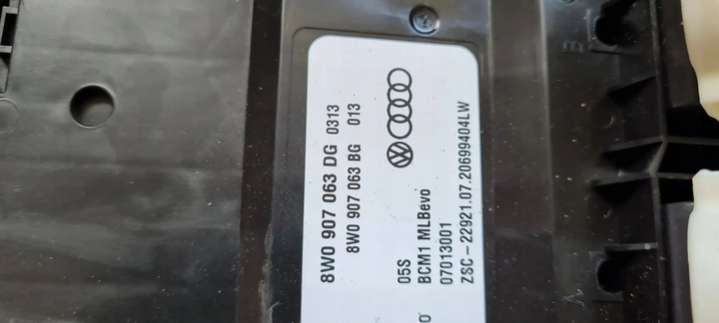 8W0 907 063 DG 0313
8W0 907 063 BG 013
05S
BCM1 MLBevo
07013001
ZSC-22921.07.20699404LW